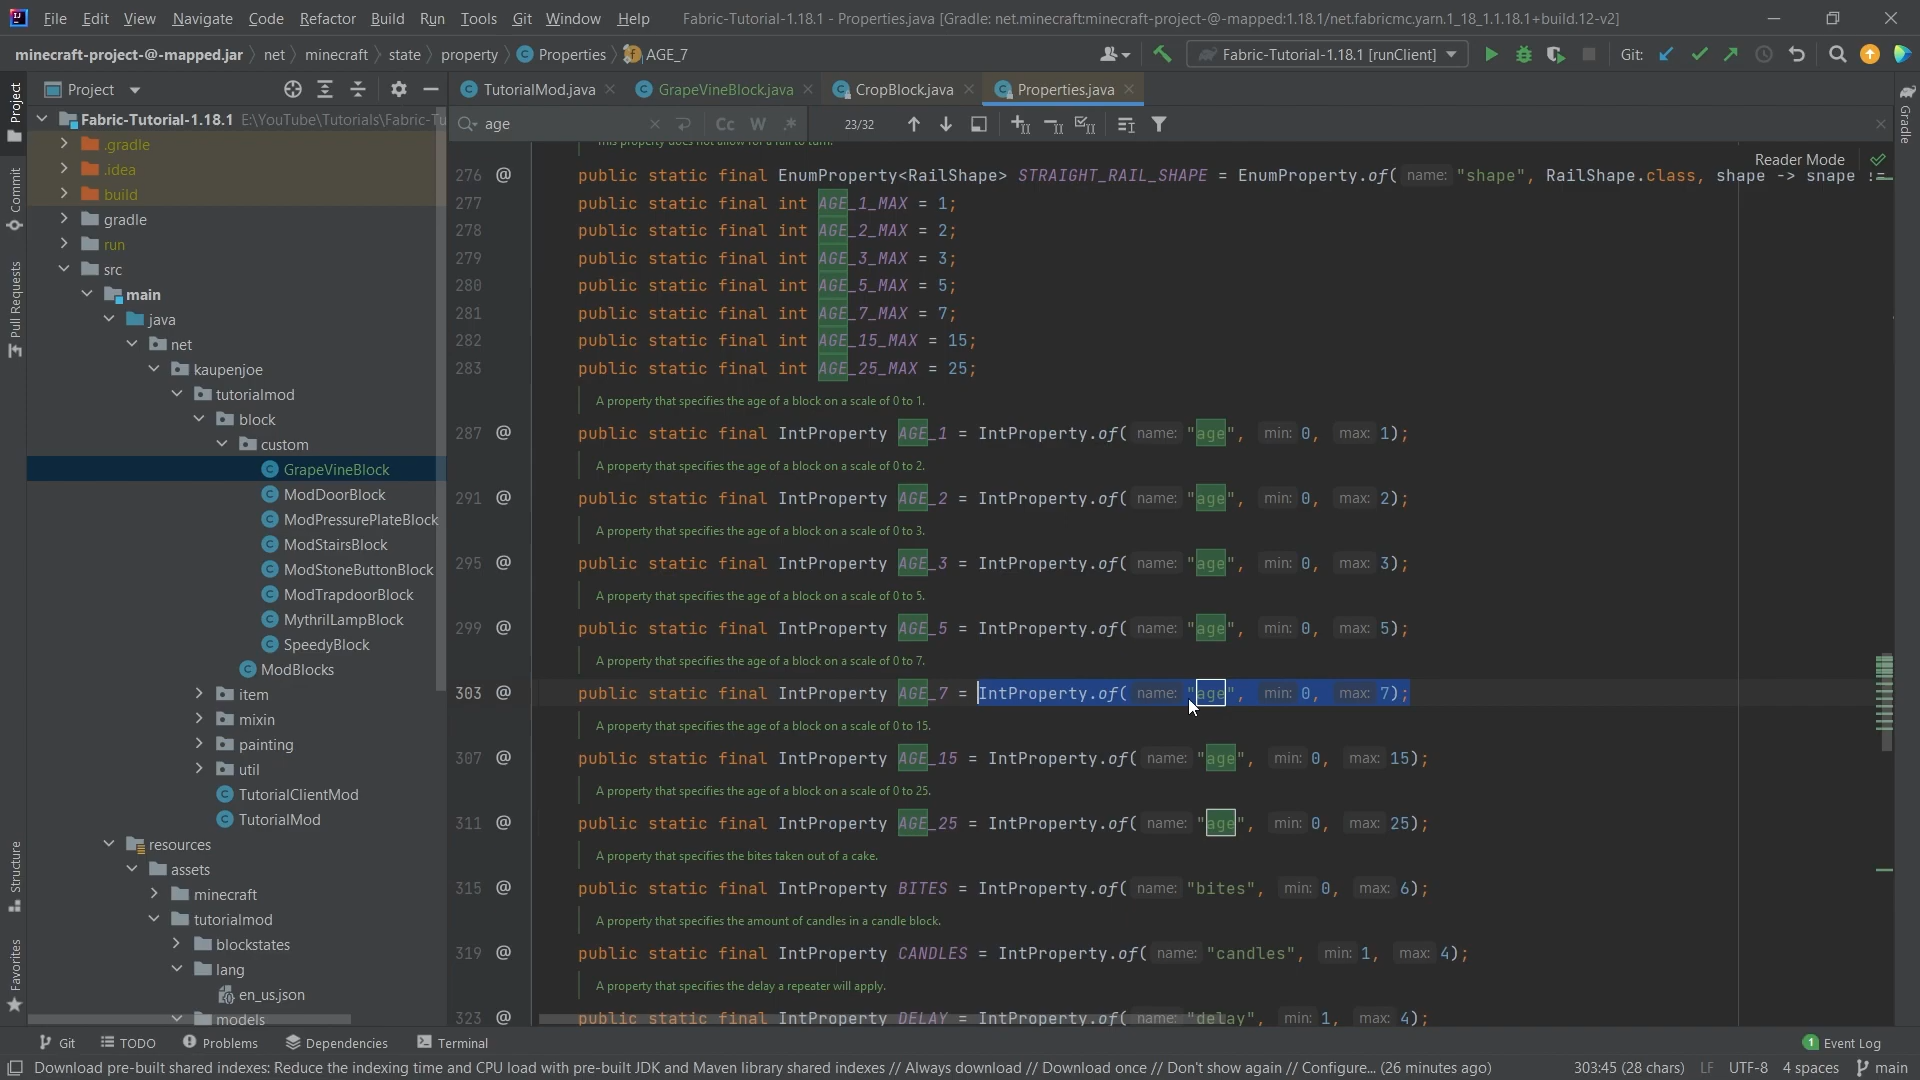 File Edit View Navigate Code Refactor Build Run Tools Git Window Help Fabric-Tutorial-1.18.1 - Properties.java [Gradle: net.minecraft:minecraft-project-@-mapped:1.18.1/net.fabricmc.yarn.1_18_1.1.18.1+build.12-v2]
minecraft-project-@-mapped.jar net minecraft state property Properties AGE_7 Fabric-Tutorial-1.18.1 [runClient] Git:
Project TutorialMod.java GrapeVineBlock.java CropBlock.java Properties.java
age Cc W .* 23/32
Reader Mode
Project
Commit
Pull Requests
Structure
Favorites
Gradle
Fabric-Tutorial-1.18.1 E:\YouTube\Tutorials\Fabric-Tu
.gradle
.idea
build
gradle
run
src
main
java
net
kaupenjoe
tutorialmod
block
custom
GrapeVineBlock
ModDoorBlock
ModPressurePlateBlock
ModStairsBlock
ModStoneButtonBlock
ModTrapdoorBlock
MythrilLampBlock
SpeedyBlock
ModBlocks
item
mixin
painting
util
TutorialClientMod
TutorialMod
resources
assets
minecraft
tutorialmod
blockstates
lang
en_us.json
models
This property does not allow for a rail to turn.
276 @ public static final EnumProperty<RailShape> STRAIGHT_RAIL_SHAPE = EnumProperty.of( name: "shape", RailShape.class, shape -> shape !=
277 public static final int AGE_1_MAX = 1;
278 public static final int AGE_2_MAX = 2;
279 public static final int AGE_3_MAX = 3;
280 public static final int AGE_5_MAX = 5;
281 public static final int AGE_7_MAX = 7;
282 public static final int AGE_15_MAX = 15;
283 public static final int AGE_25_MAX = 25;
A property that specifies the age of a block on a scale of 0 to 1.
287 @ public static final IntProperty AGE_1 = IntProperty.of( name: "age", min: 0, max: 1);
A property that specifies the age of a block on a scale of 0 to 2.
291 @ public static final IntProperty AGE_2 = IntProperty.of( name: "age", min: 0, max: 2);
A property that specifies the age of a block on a scale of 0 to 3.
295 @ public static final IntProperty AGE_3 = IntProperty.of( name: "age", min: 0, max: 3);
A property that specifies the age of a block on a scale of 0 to 5.
299 @ public static final IntProperty AGE_5 = IntProperty.of( name: "age", min: 0, max: 5);
A property that specifies the age of a block on a scale of 0 to 7.
303 @ public static final IntProperty AGE_7 = IntProperty.of( name: "age", min: 0, max: 7);
A property that specifies the age of a block on a scale of 0 to 15.
307 @ public static final IntProperty AGE_15 = IntProperty.of( name: "age", min: 0, max: 15);
A property that specifies the age of a block on a scale of 0 to 25.
311 @ public static final IntProperty AGE_25 = IntProperty.of( name: "age", min: 0, max: 25);
A property that specifies the bites taken out of a cake.
315 @ public static final IntProperty BITES = IntProperty.of( name: "bites", min: 0, max: 6);
A property that specifies the amount of candles in a candle block.
319 @ public static final IntProperty CANDLES = IntProperty.of( name: "candles", min: 1, max: 4);
A property that specifies the delay a repeater will apply.
323 @ public static final IntProperty DELAY = IntProperty.of( name: "delay", min: 1, max: 4);
Git TODO Problems Dependencies Terminal 1 Event Log
Download pre-built shared indexes: Reduce the indexing time and CPU load with pre-built JDK and Maven library shared indexes // Always download // Download once // Don't show again // Configure... (26 minutes ago) 303:45 (28 chars) LF UTF-8 4 spaces main